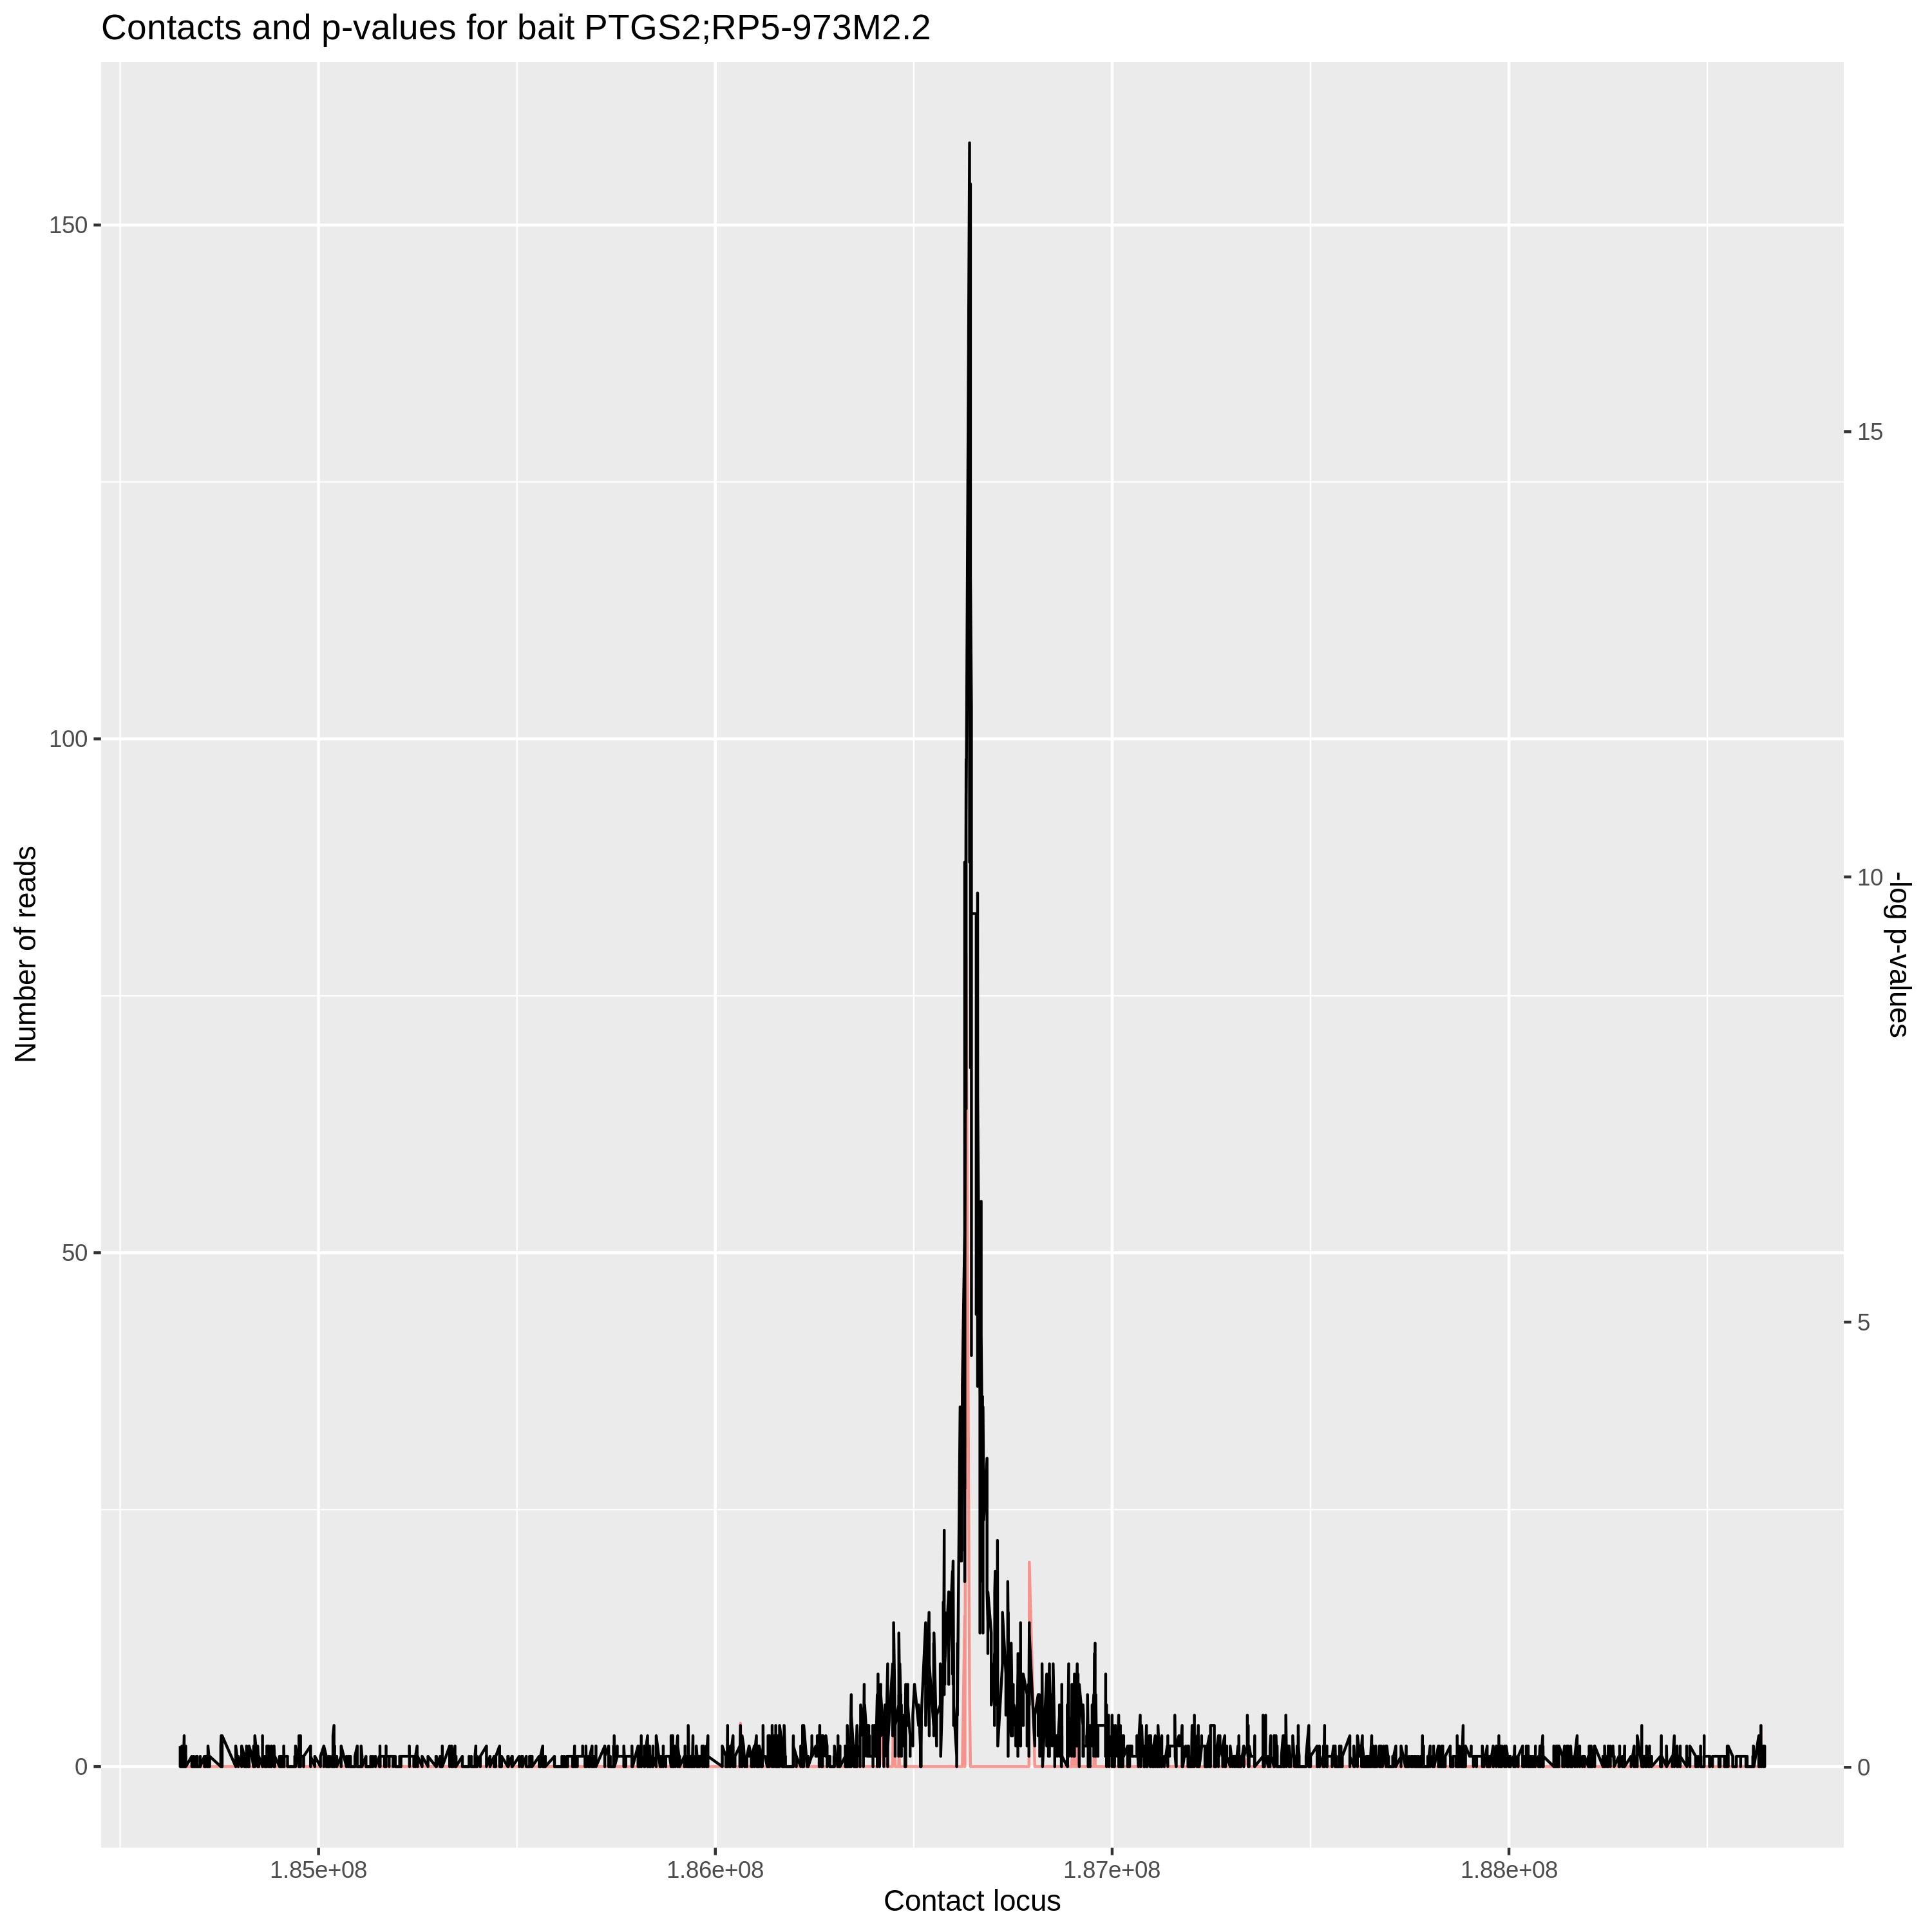 Contacts and p-values for bait PTGS2;RP5-973M2.2
150
100
50
0
Number of reads
15
10
5
0
-log p-values
1.85e+08
1.86e+08
1.87e+08
1.88e+08
Contact locus